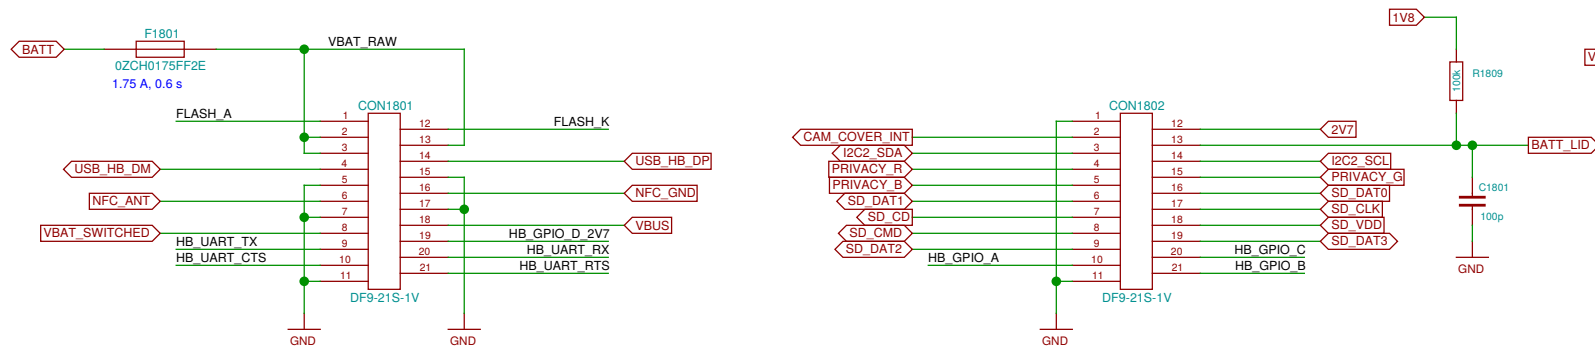 BATT
F1801
0ZCH0175FF2E
1.75 A, 0.6 s
VBAT_RAW
CON1801
FLASH_A 1
12 FLASH_K
2
13
3
14 USB_HB_DP
USB_HB_DM 4
15
5
16 NFC_GND
NFC_ANT 6
17
7
18 VBUS
VBAT_SWITCHED 8
19 HB_GPIO_D_2V7
HB_UART_TX 9
20 HB_UART_RX
HB_UART_CTS 10
21 HB_UART_RTS
11
DF9-21S-1V
GND
GND
1V8
100k
R1809
CON1802
1
12 2V7
CAM_COVER_INT 2
13 BATT_LID
I2C2_SDA 3
14 I2C2_SCL
PRIVACY_R 4
15 PRIVACY_G
PRIVACY_B 5
16 SD_DAT0
SD_DAT1 6
17 SD_CLK
SD_CD 7
18 SD_VDD
SD_CMD 8
19 SD_DAT3
SD_DAT2 9
20 HB_GPIO_C
HB_GPIO_A 10
21 HB_GPIO_B
11
DF9-21S-1V
GND
C1801
100p
GND
V